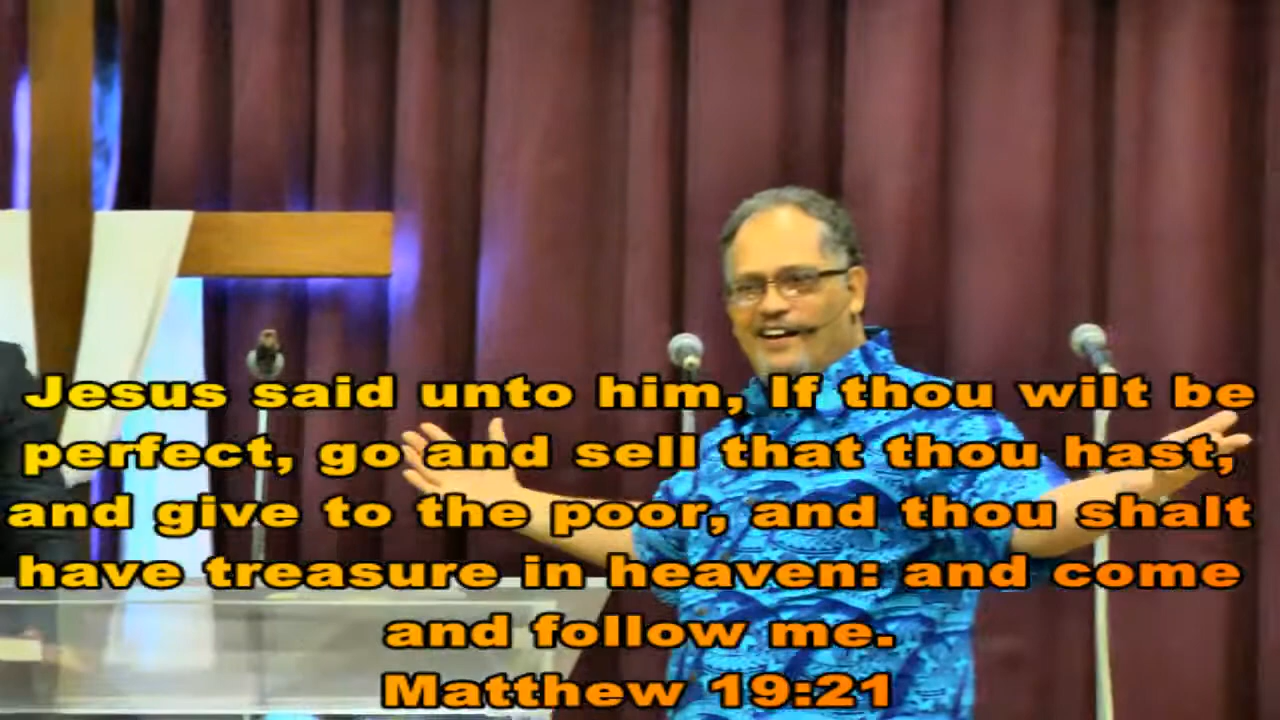 Jesus said unto him, If thou wilt be
perfect, go and sell that thou hast,
and give to the poor, and thou shalt
have treasure in heaven: and come
and follow me.
Matthew 19:21